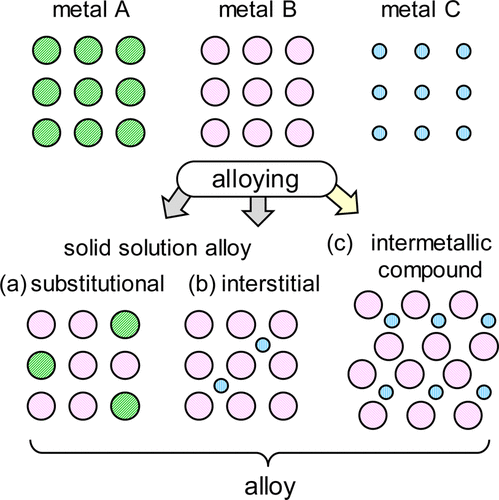 metal A
metal B
metal C
alloying
solid solution alloy
(a) substitutional
(b) interstitial
(c) intermetallic
compound
alloy